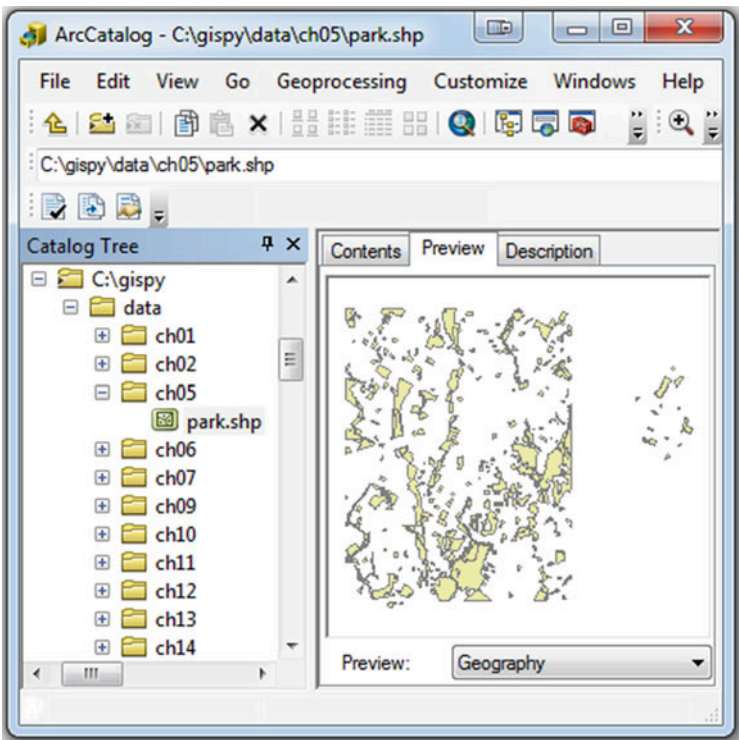 ArcCatalog - C:\gispy\data\ch05\park.shp
File Edit View Go Geoprocessing Customize Windows Help
C:\gispy\data\ch05\park.shp
Catalog Tree
Contents Preview Description
C:\gispy
data
ch01
ch02
ch05
park.shp
ch06
ch07
ch09
ch10
ch11
ch12
ch13
ch14
Preview: Geography